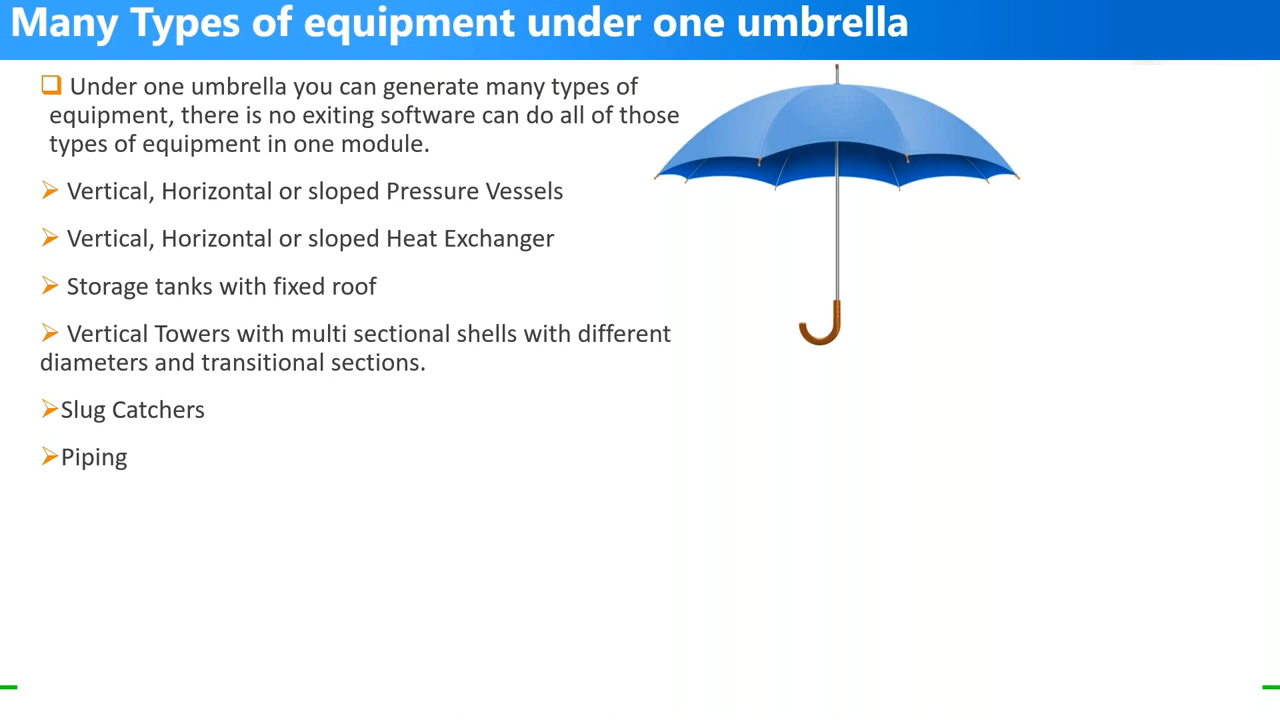 Many Types of equipment under one umbrella
Under one umbrella you can generate many types of
equipment, there is no exiting software can do all of those
types of equipment in one module.
Vertical, Horizontal or sloped Pressure Vessels
Vertical, Horizontal or sloped Heat Exchanger
Storage tanks with fixed roof
Vertical Towers with multi sectional shells with different
diameters and transitional sections.
Slug Catchers
Piping